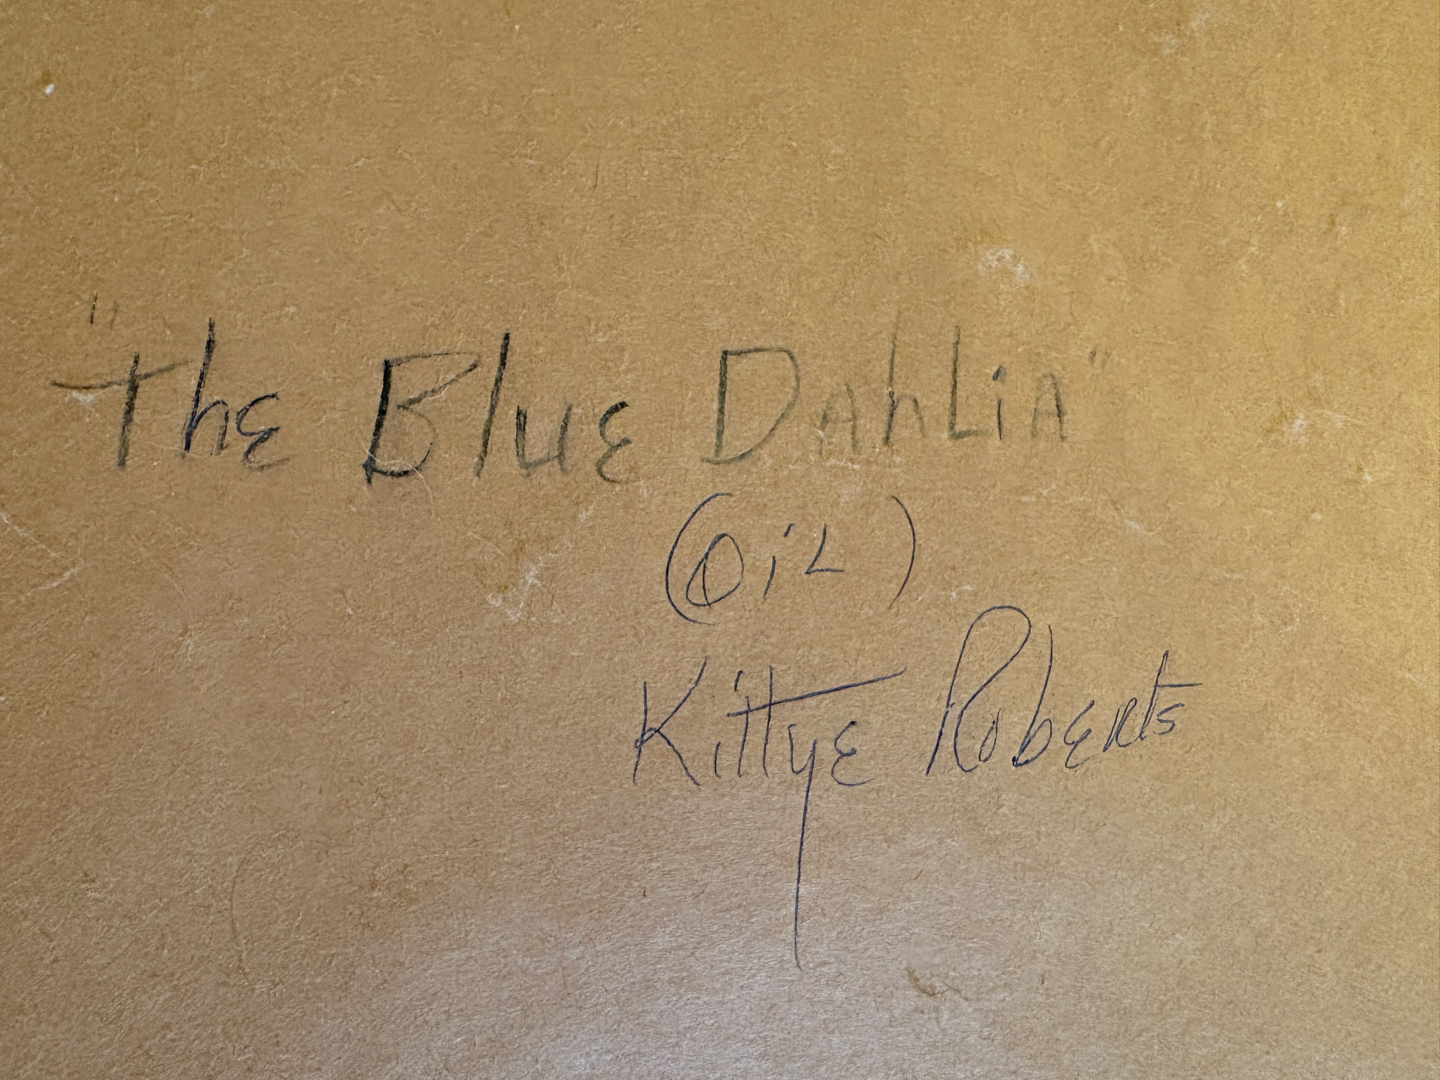 "The Blue Dahlia"
(Oil)
Kittye Roberts